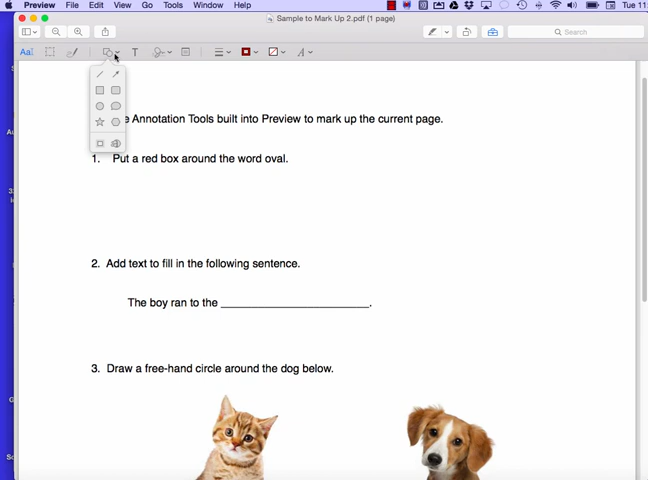 Preview File Edit View Go Tools Window Help Tue 11:
Sample to Mark Up 2.pdf (1 page)
Search
AaI T A
e Annotation Tools built into Preview to mark up the current page.
1. Put a red box around the word oval.
2. Add text to fill in the following sentence.
The boy ran to the ________________________.
3. Draw a free-hand circle around the dog below.